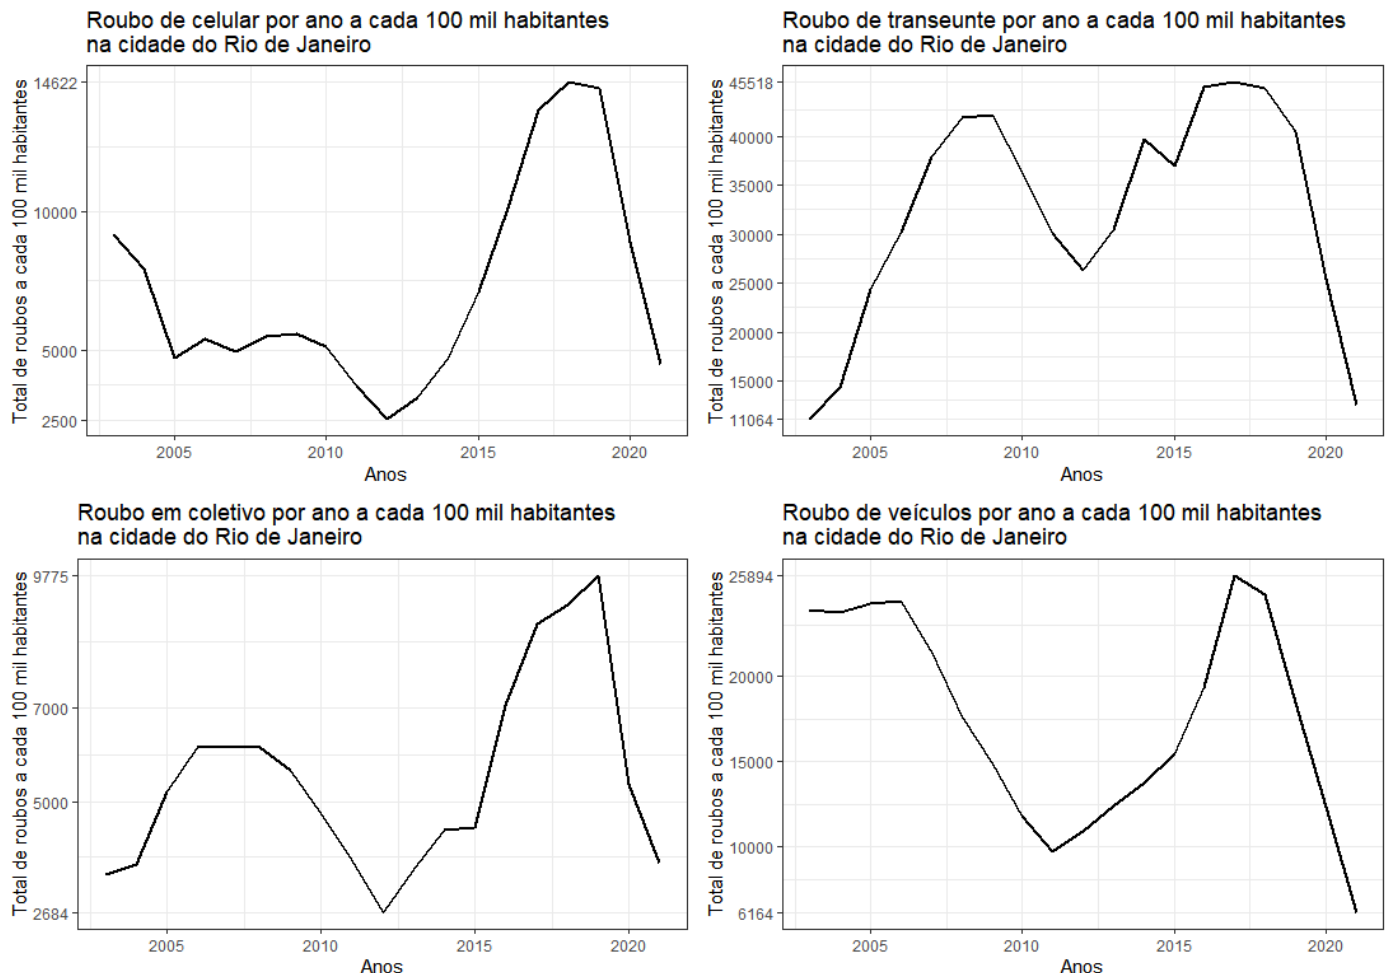 Roubo de celular por ano a cada 100 mil habitantes
na cidade do Rio de Janeiro
Total de roubos a cada 100 mil habitantes
14622
10000
5000
2500
2005
2010
2015
2020
Anos
Roubo de transeunte por ano a cada 100 mil habitantes
na cidade do Rio de Janeiro
Total de roubos a cada 100 mil habitantes
45518
40000
35000
30000
25000
20000
15000
11064
2005
2010
2015
2020
Anos
Roubo em coletivo por ano a cada 100 mil habitantes
na cidade do Rio de Janeiro
Total de roubos a cada 100 mil habitantes
9775
7000
5000
2684
2005
2010
2015
2020
Anos
Roubo de veículos por ano a cada 100 mil habitantes
na cidade do Rio de Janeiro
Total de roubos a cada 100 mil habitantes
25894
20000
15000
10000
6164
2005
2010
2015
2020
Anos